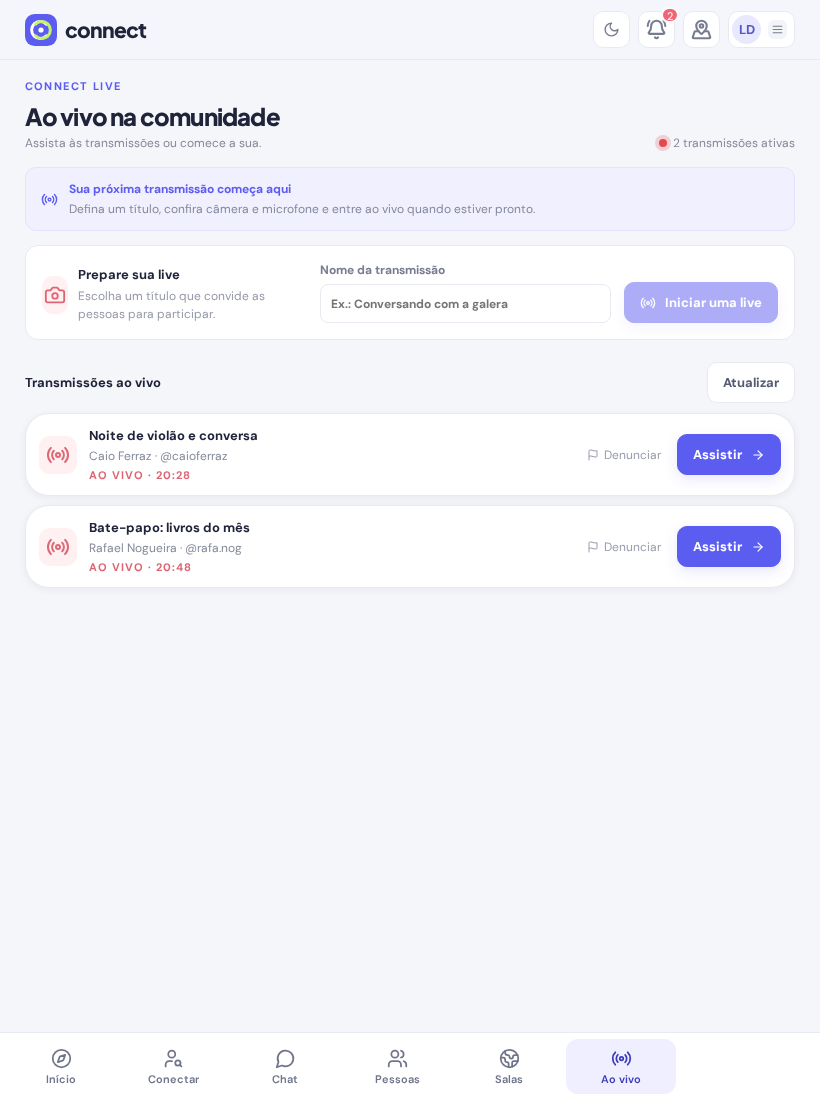 connect
2
LD
CONNECT LIVE
Ao vivo na comunidade
Assista às transmissões ou comece a sua.
2 transmissões ativas
Sua próxima transmissão começa aqui
Defina um título, confira câmera e microfone e entre ao vivo quando estiver pronto.
Prepare sua live
Escolha um título que convide as
pessoas para participar.
Nome da transmissão
Ex.: Conversando com a galera
Iniciar uma live
Transmissões ao vivo
Atualizar
Noite de violão e conversa
Caio Ferraz · @caioferraz
AO VIVO · 20:28
Denunciar
Assistir
Bate-papo: livros do mês
Rafael Nogueira · @rafa.nog
AO VIVO · 20:48
Denunciar
Assistir
Início
Conectar
Chat
Pessoas
Salas
Ao vivo